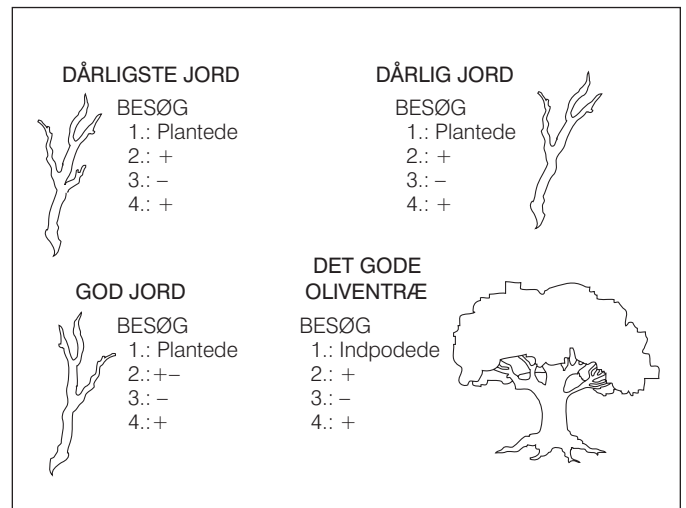 DÅRLIGSTE JORD
BESØG
1.: Plantede
2.: +
3.: –
4.: +
DÅRLIG JORD
BESØG
1.: Plantede
2.: +
3.: –
4.: +
GOD JORD
BESØG
1.: Plantede
2.:+–
3.: –
4.:+
DET GODE
OLIVENTRÆ
BESØG
1.: Indpodede
2.: +
3.: –
4.: +